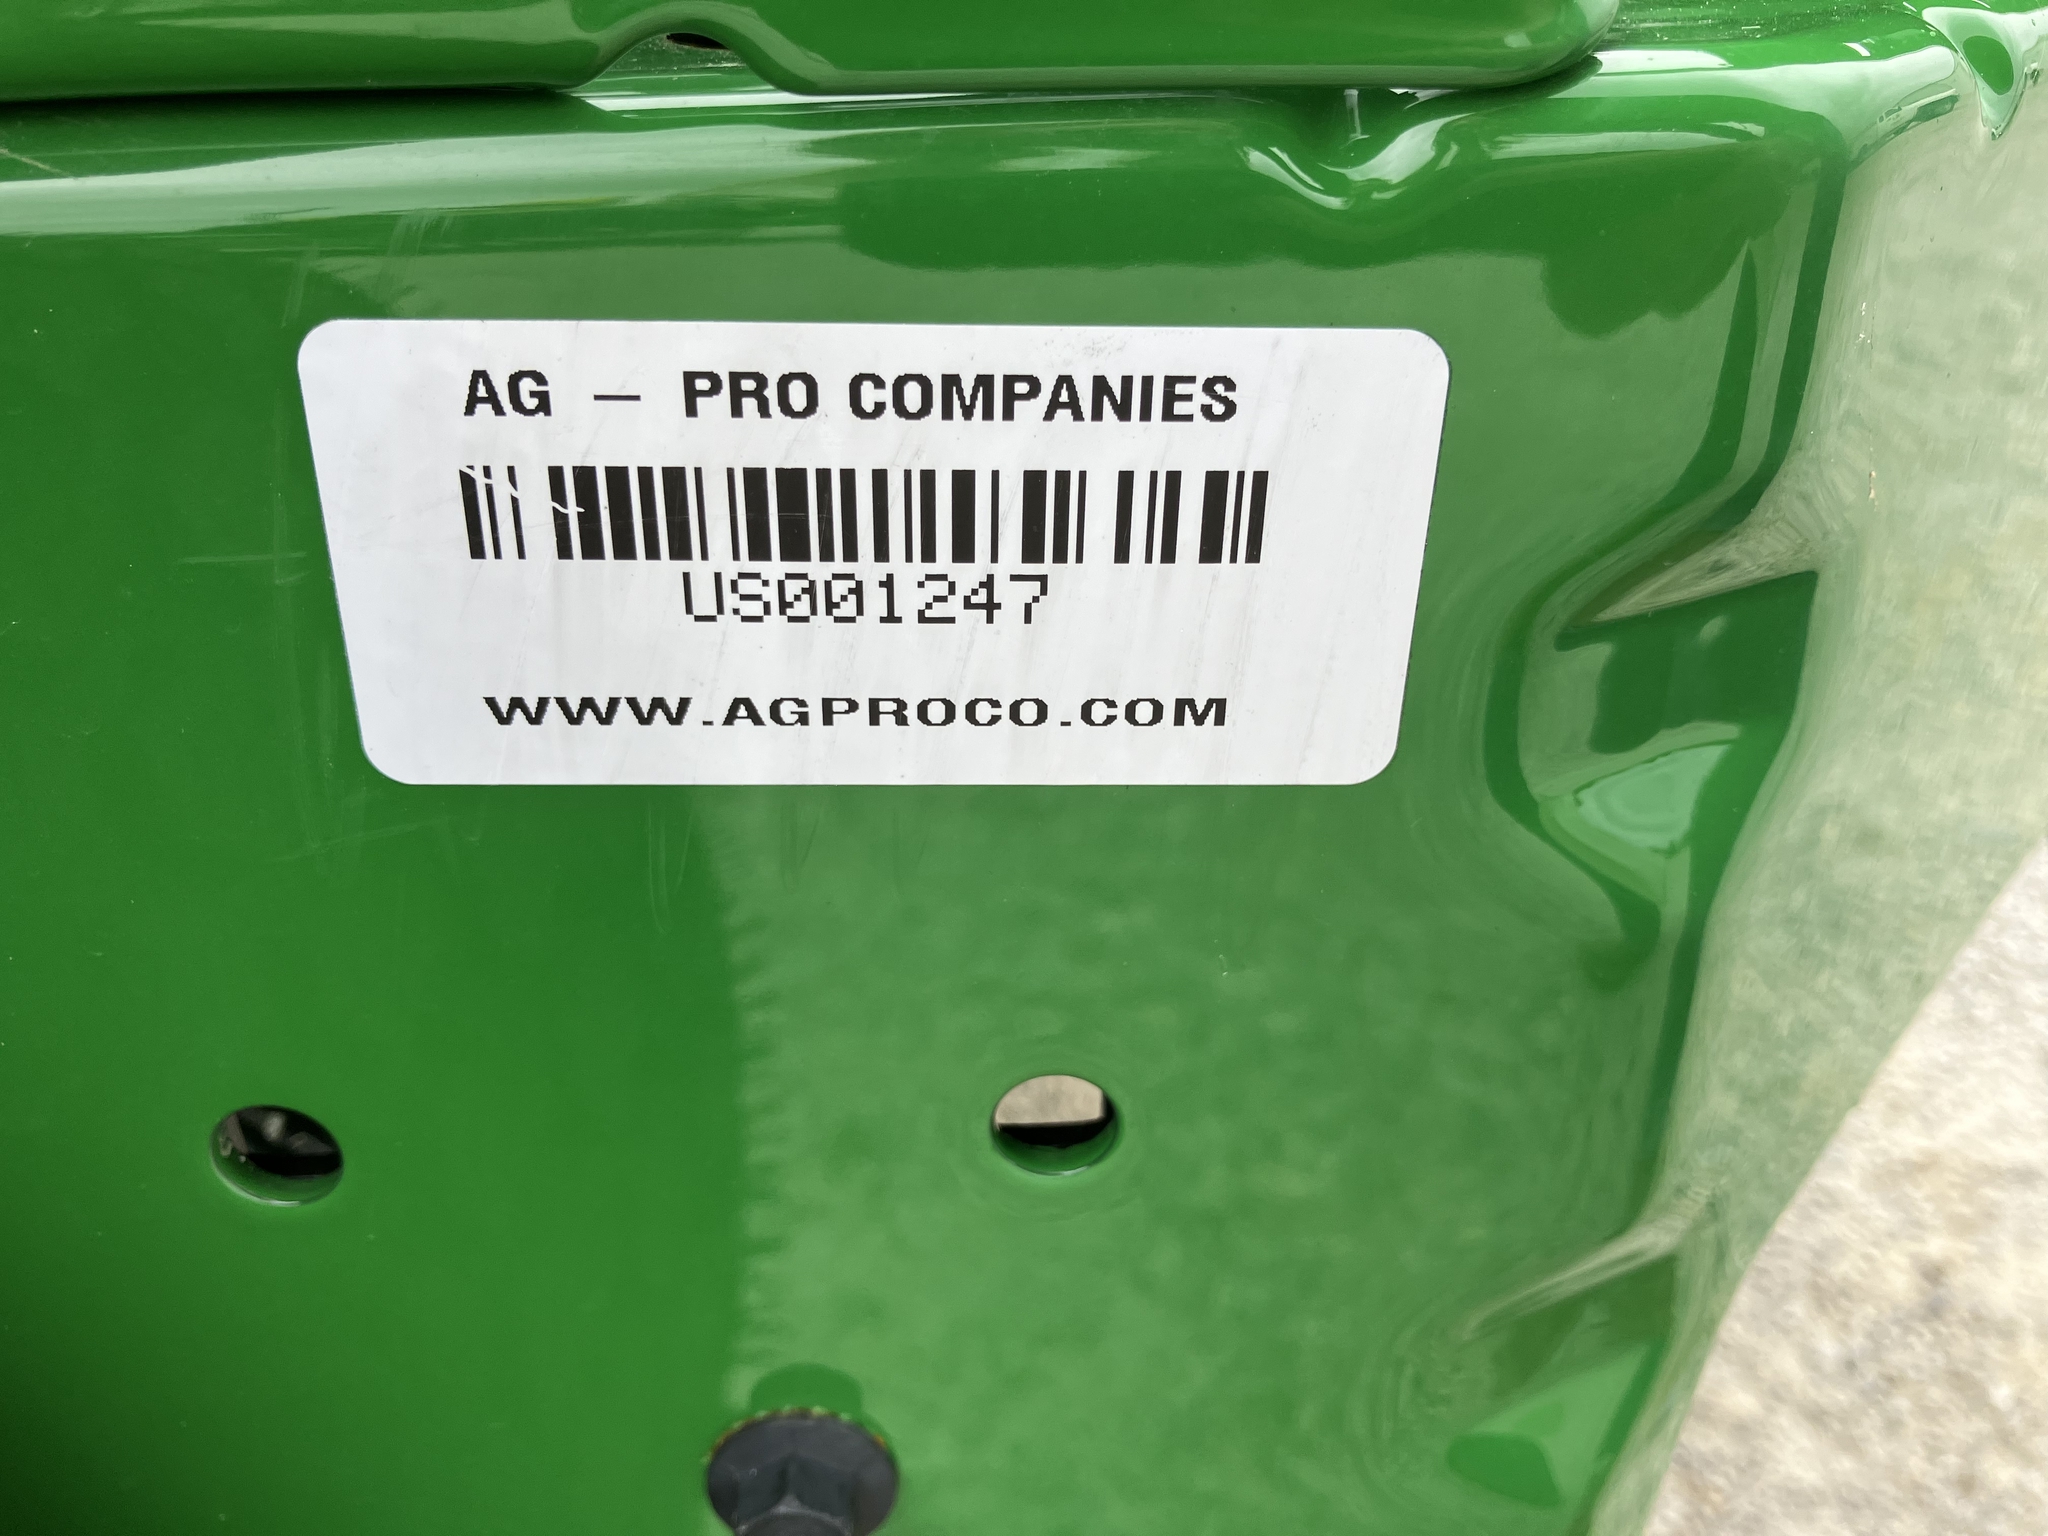 AG - PRO COMPANIES
US001247
WWW.AGPROCO.COM